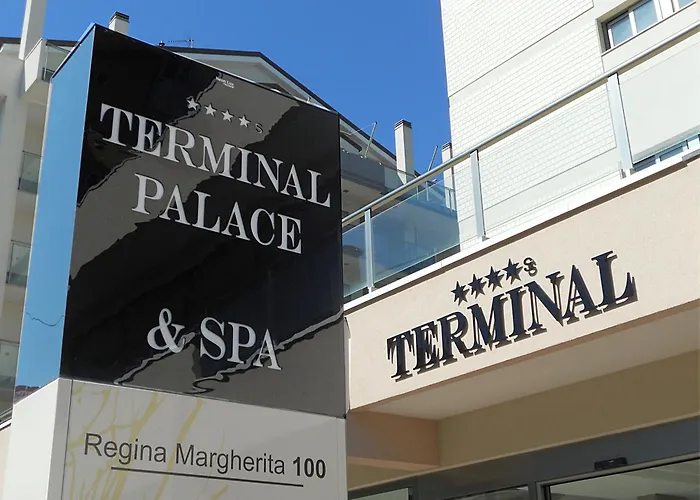 ★★★★S
TERMINAL
PALACE
& SPA
Regina Margherita 100
★★★★S
TERMINAL